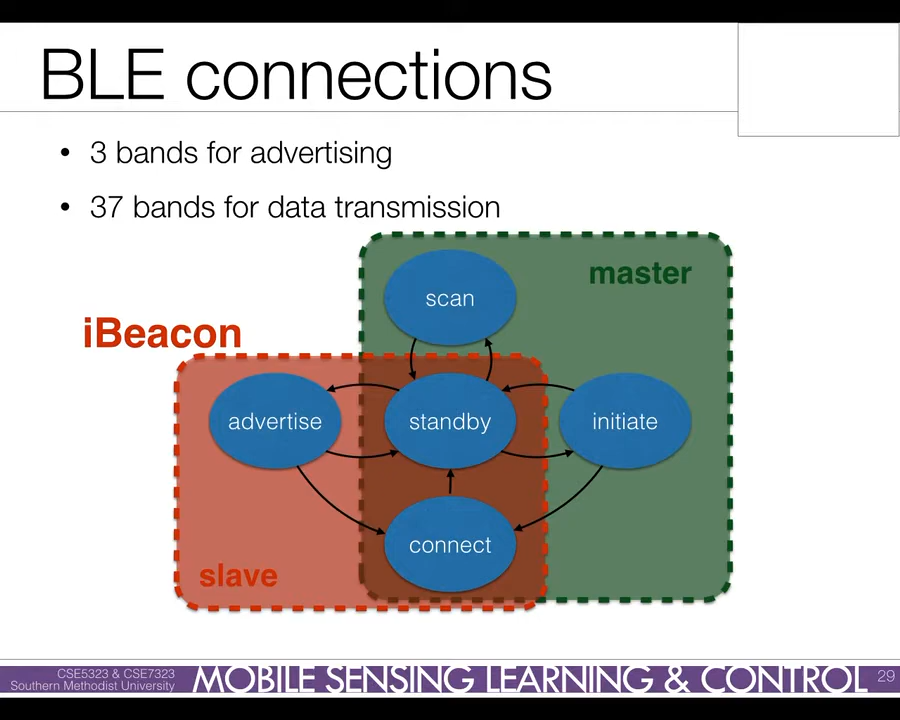 BLE connections
• 3 bands for advertising
• 37 bands for data transmission
scan
master
iBeacon
advertise
standby
initiate
connect
slave
CSE5323 & CSE7323
Southern Methodist University
MOBILE SENSING LEARNING & CONTROL
29